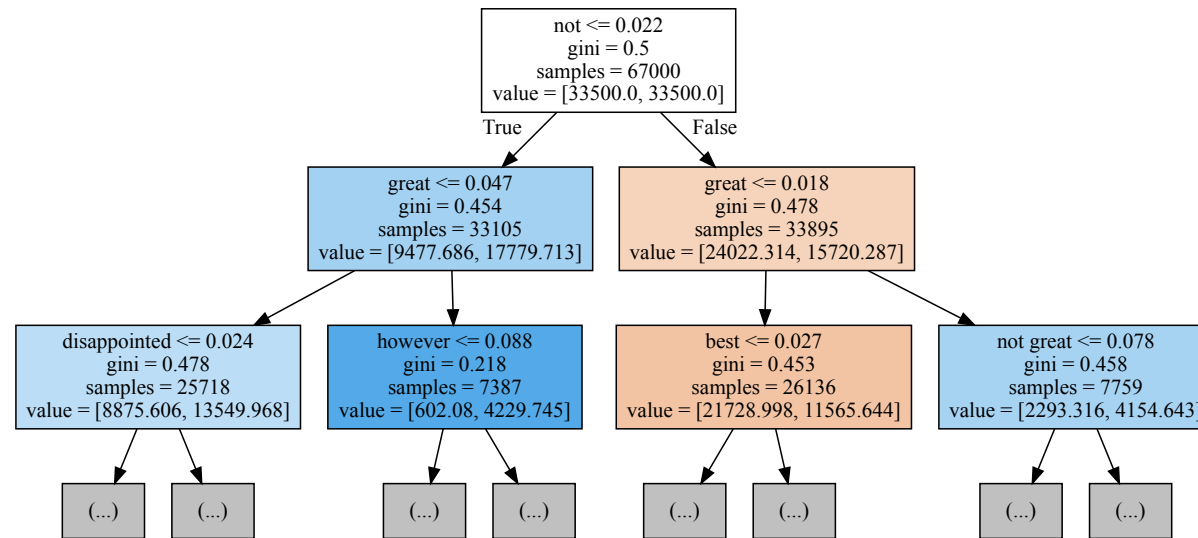 not <= 0.022
gini = 0.5
samples = 67000
value = [33500.0, 33500.0]
True
False
great <= 0.047
gini = 0.454
samples = 33105
value = [9477.686, 17779.713]
great <= 0.018
gini = 0.478
samples = 33895
value = [24022.314, 15720.287]
disappointed <= 0.024
gini = 0.478
samples = 25718
value = [8875.606, 13549.968]
however <= 0.088
gini = 0.218
samples = 7387
value = [602.08, 4229.745]
best <= 0.027
gini = 0.453
samples = 26136
value = [21728.998, 11565.644]
not great <= 0.078
gini = 0.458
samples = 7759
value = [2293.316, 4154.643]
(...)
(...)
(...)
(...)
(...)
(...)
(...)
(...)